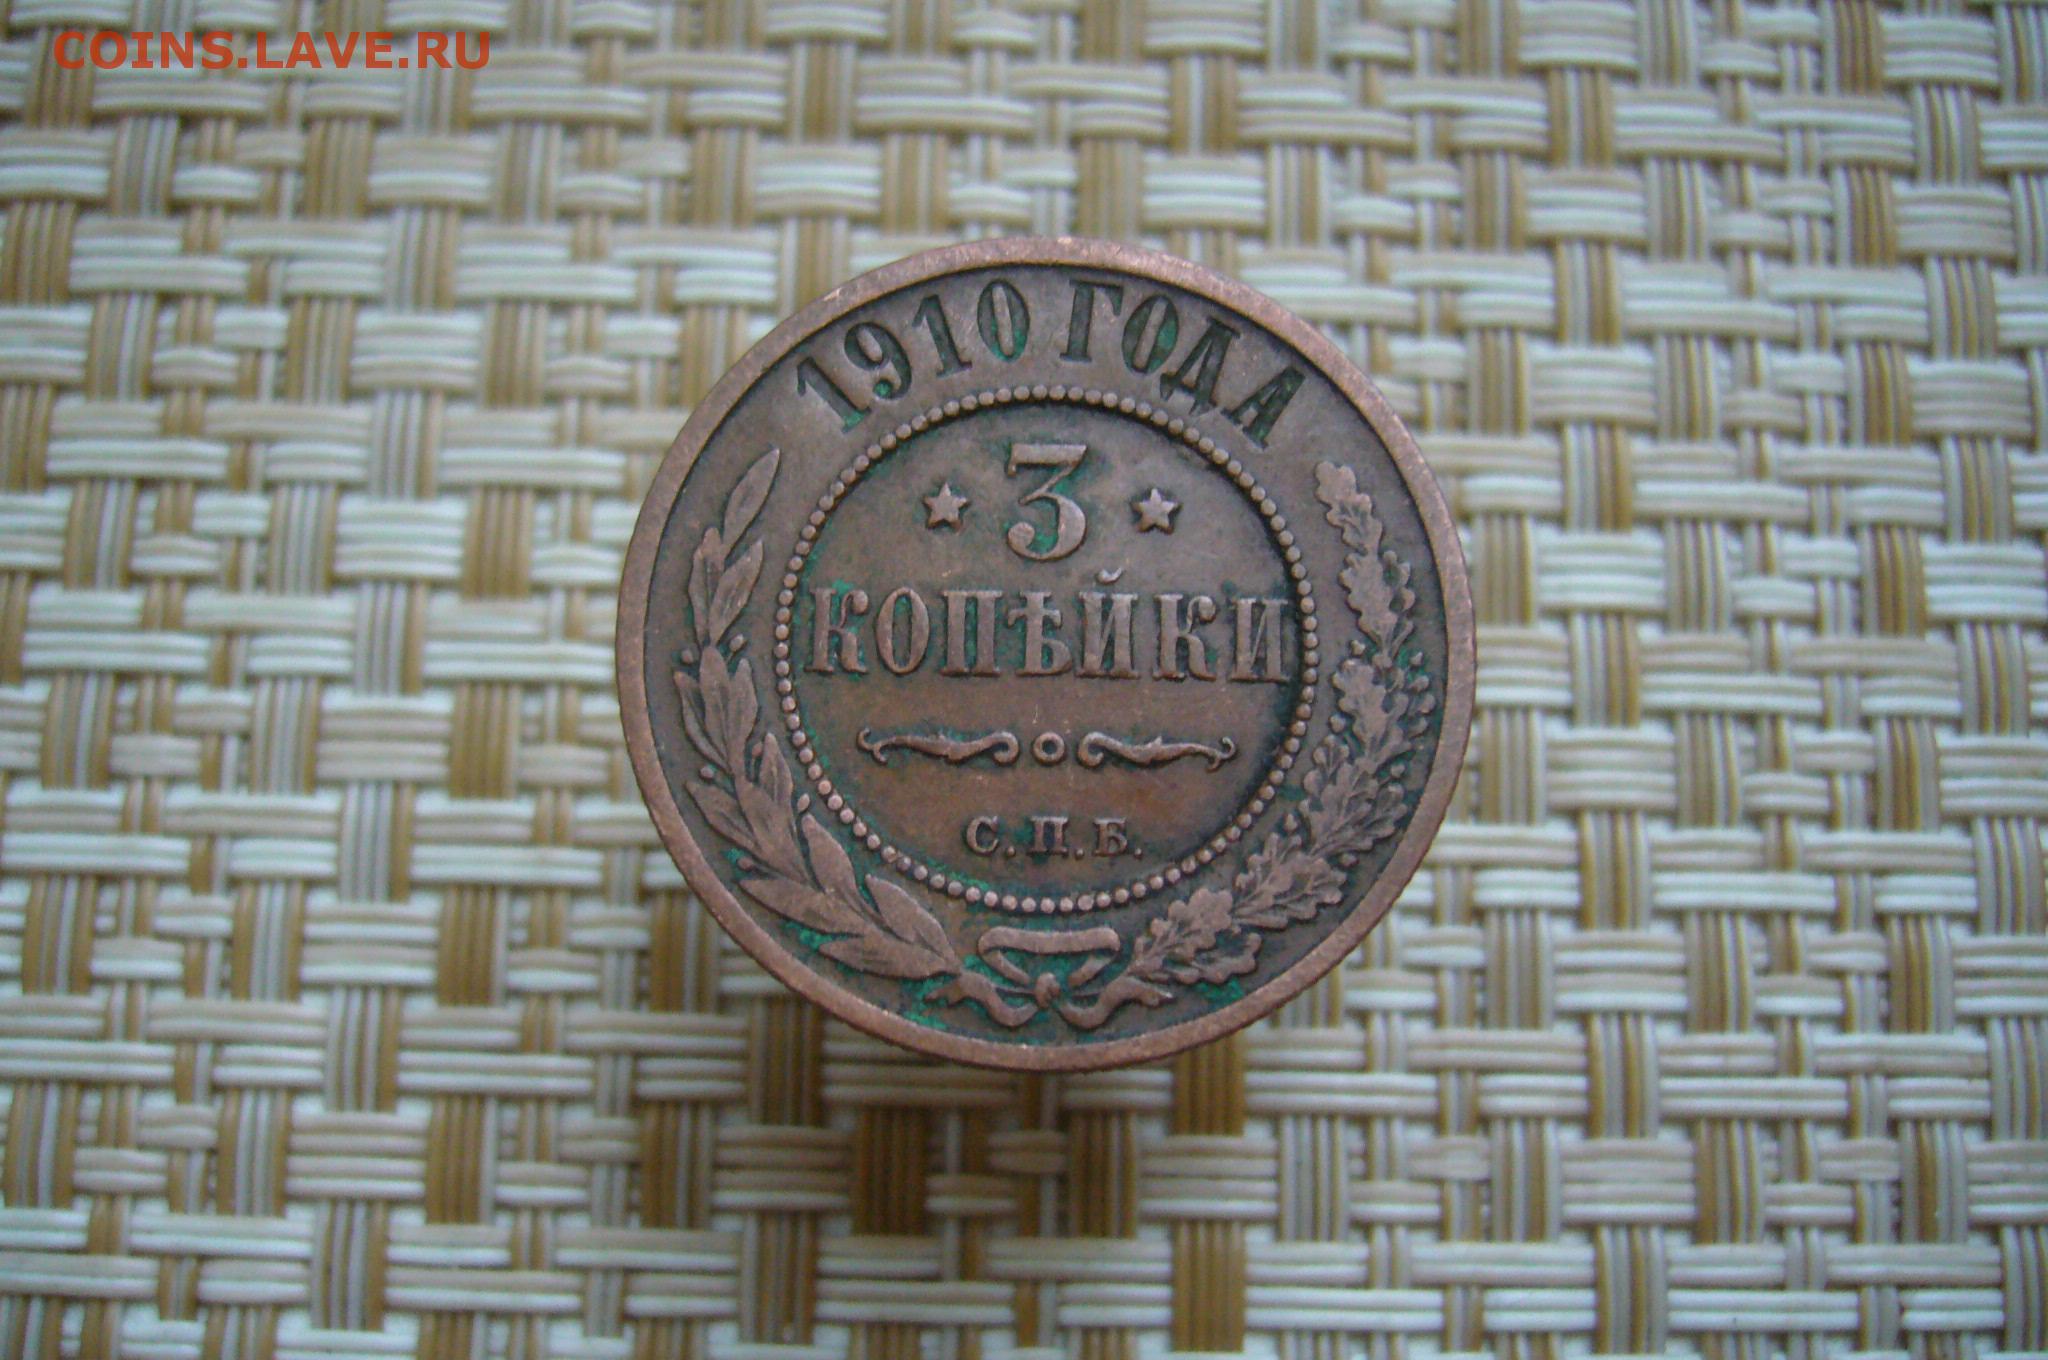 COINS.LAVE.RU
1910 ГОДА
3
КОПѢЙКИ
С.П.Б.